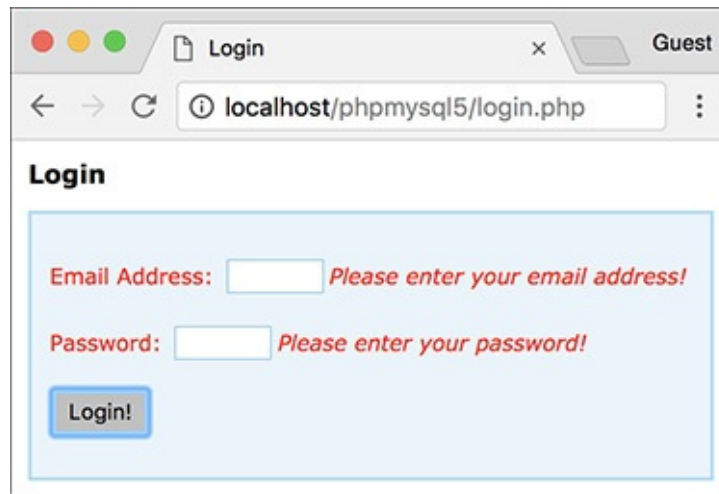 Login × Guest
localhost/phpmysql5/login.php
Login
Email Address: Please enter your email address!
Password: Please enter your password!
Login!